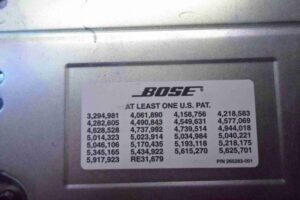 BOSE
AT LEAST ONE U.S. PAT.
3,294,981 4,061,890 4,158,756 4,218,583
4,282,605 4,490,843 4,549,631 4,577,069
4,628,528 4,737,992 4,739,514 4,944,018
5,014,323 5,023,914 5,034,984 5,040,221
5,046,106 5,170,435 5,193,118 5,218,175
5,345,165 5,434,922 5,615,270 5,625,701
5,917,923 RE31,679
P/N 265283-001